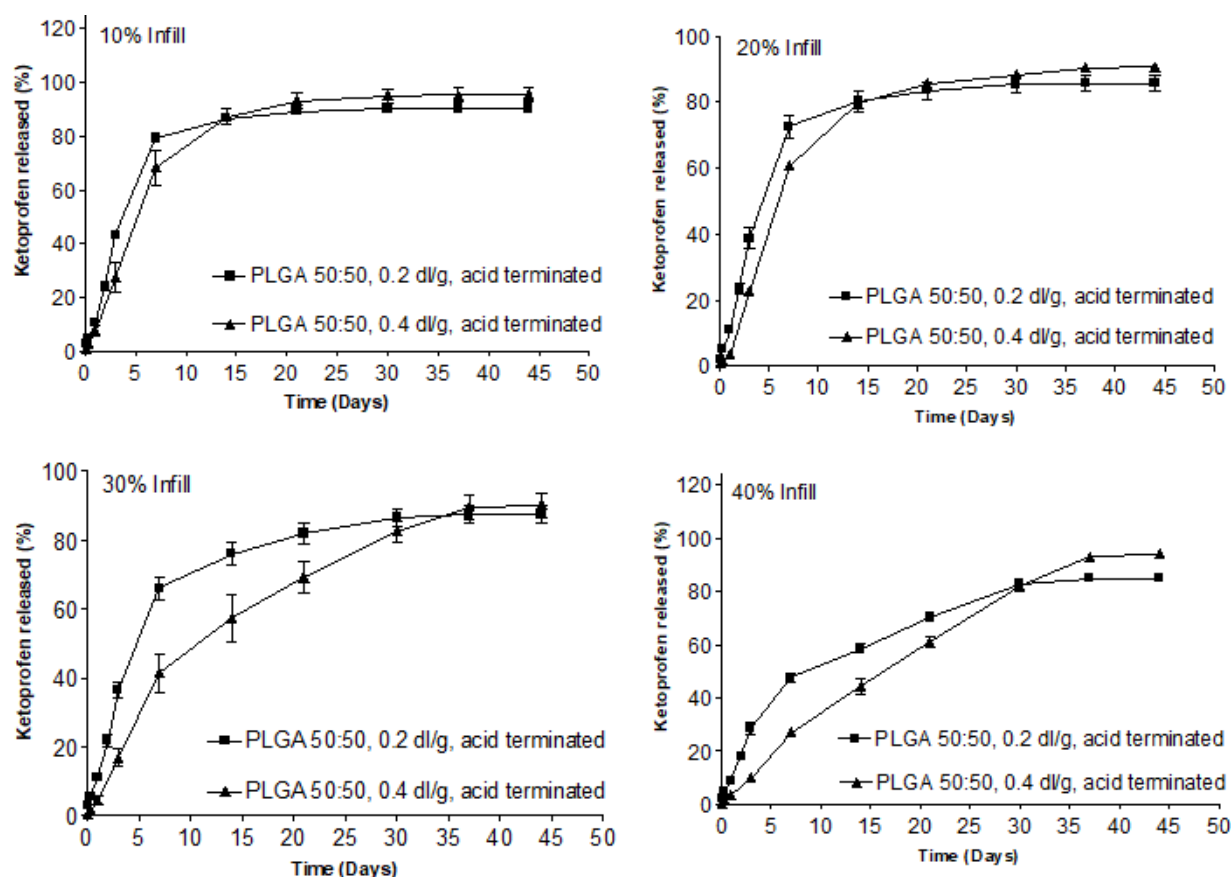 10% Infill
Ketoprofen released (%)
120
100
80
60
40
20
0
PLGA 50:50, 0.2 dl/g, acid terminated
PLGA 50:50, 0.4 dl/g, acid terminated
0 5 10 15 20 25 30 35 40 45 50
Time (Days)
20% Infill
Ketoprofen released (%)
100
80
60
40
20
0
PLGA 50:50, 0.2 dl/g, acid terminated
PLGA 50:50, 0.4 dl/g, acid terminated
0 5 10 15 20 25 30 35 40 45 50
Time (Days)
30% Infill
Ketoprofen released (%)
100
80
60
40
20
0
PLGA 50:50, 0.2 dl/g, acid terminated
PLGA 50:50, 0.4 dl/g, acid terminated
0 5 10 15 20 25 30 35 40 45 50
Time (Days)
40% Infill
Ketoprofen released (%)
120
100
80
60
40
20
0
PLGA 50:50, 0.2 dl/g, acid terminated
PLGA 50:50, 0.4 dl/g, acid terminated
0 5 10 15 20 25 30 35 40 45 50
Time (Days)